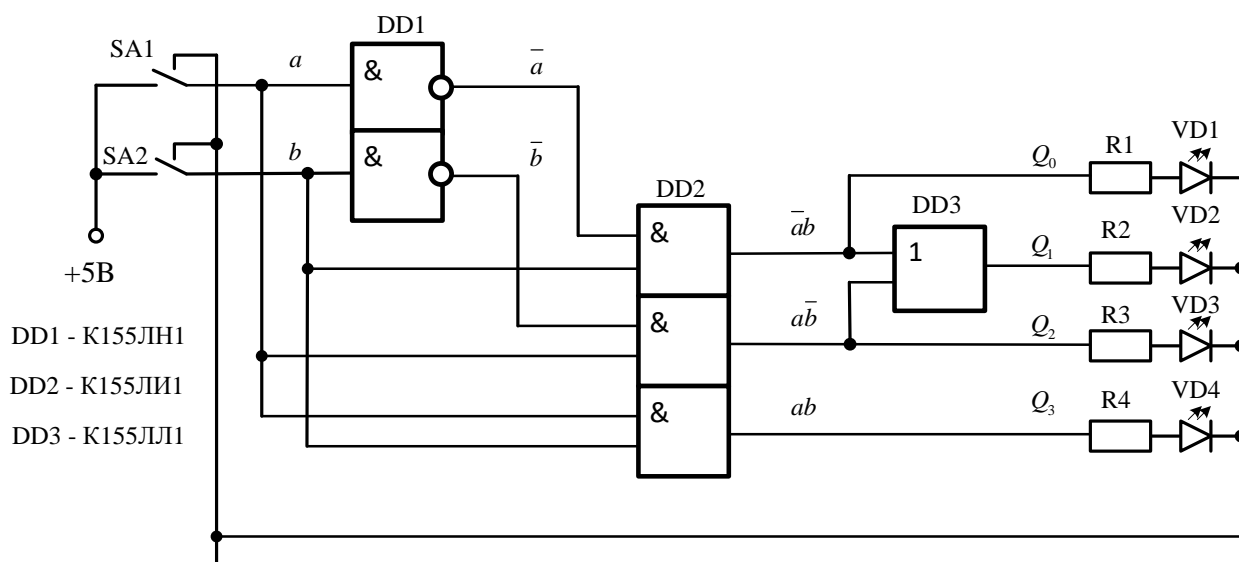 DD1
SA1
a
&
a̅
SA2
b
&
b̅
+5В
DD1 - К155ЛН1
DD2 - К155ЛИ1
DD3 - К155ЛЛ1
DD2
&
&
&
a̅b
ab̅
ab
DD3
1
Q₀
Q₁
Q₂
Q₃
R1
R2
R3
R4
VD1
VD2
VD3
VD4